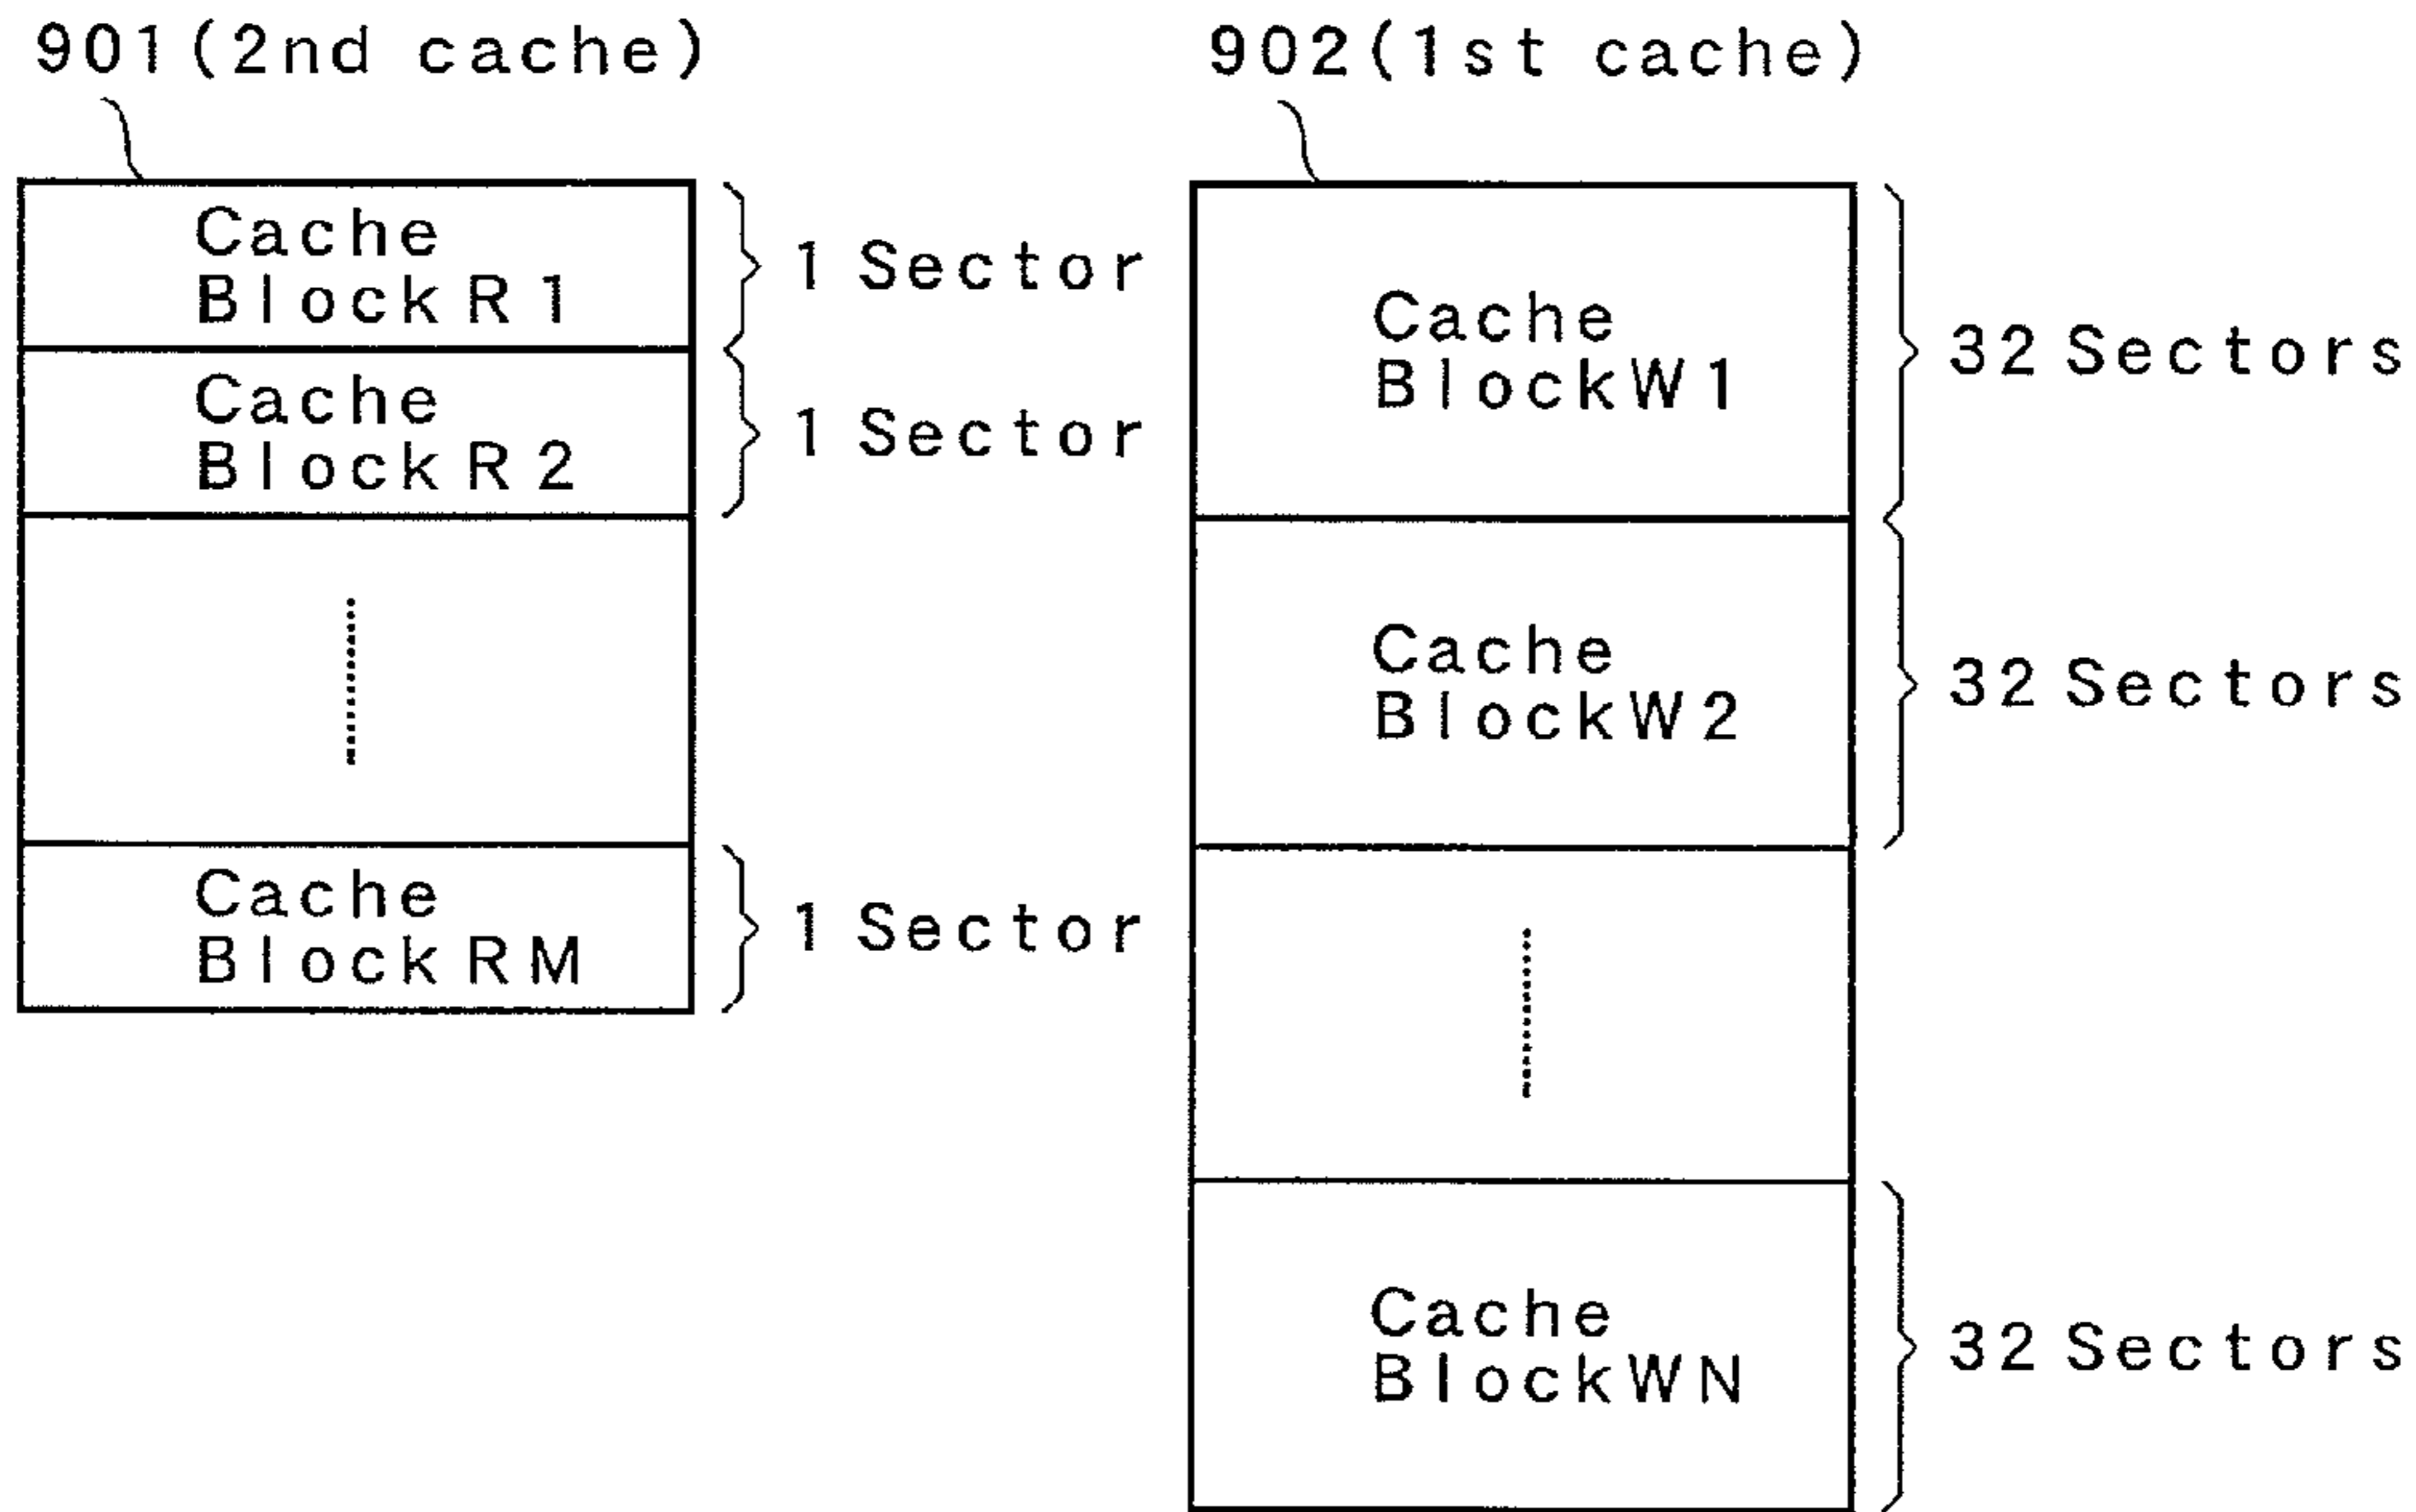 901(2nd cache)
Cache
BlockR1
1 Sector
Cache
BlockR2
1 Sector
Cache
BlockRM
1 Sector
902(1st cache)
Cache
BlockW1
32 Sectors
Cache
BlockW2
32 Sectors
Cache
BlockWN
32 Sectors